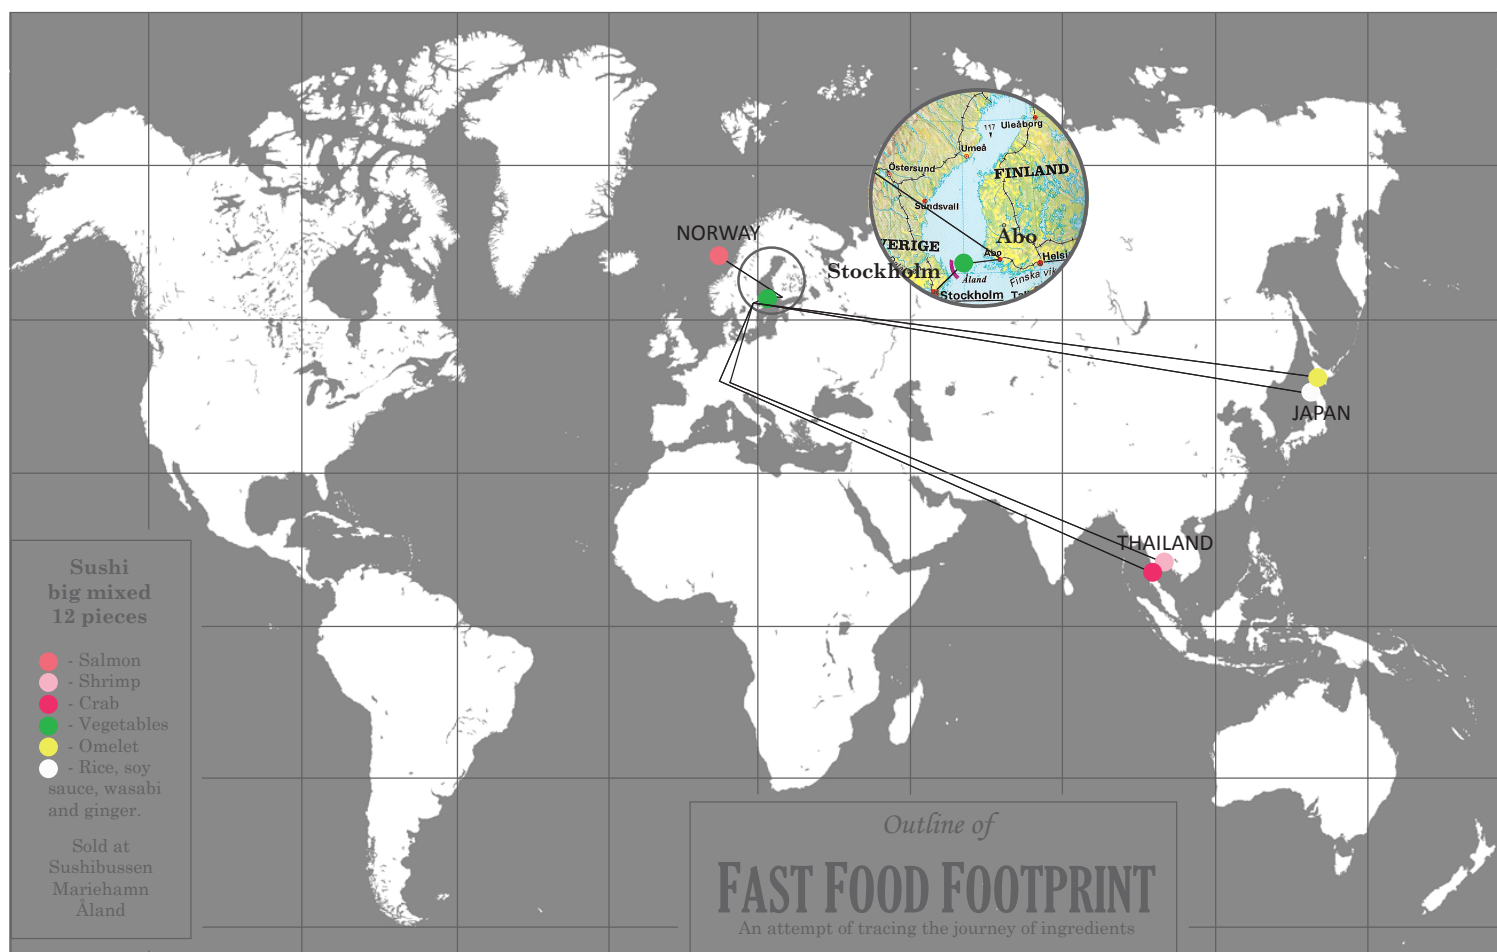 NORWAY
Stockholm
117
Uleåborg
Umeå
Östersund
FINLAND
Sundsvall
Åbo
VERIGE
Åbo
Helsi
Åland
Finska vik
Stockholm
JAPAN
THAILAND
Sushi
big mixed
12 pieces
- Salmon
- Shrimp
- Crab
- Vegetables
- Omelet
- Rice, soy
sauce, wasabi
and ginger.
Sold at
Sushibussen
Mariehamn
Åland
Outline of
FAST FOOD FOOTPRINT
An attempt of tracing the journey of ingredients